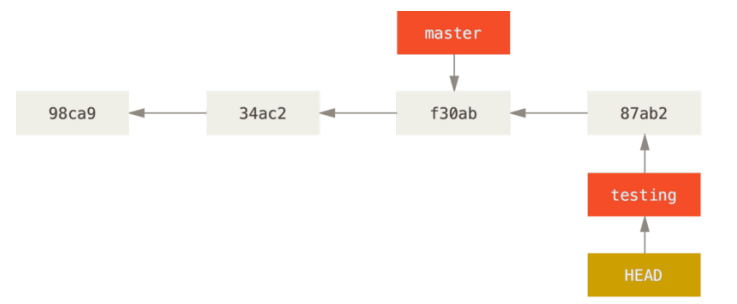 master
98ca9
34ac2
f30ab
87ab2
testing
HEAD